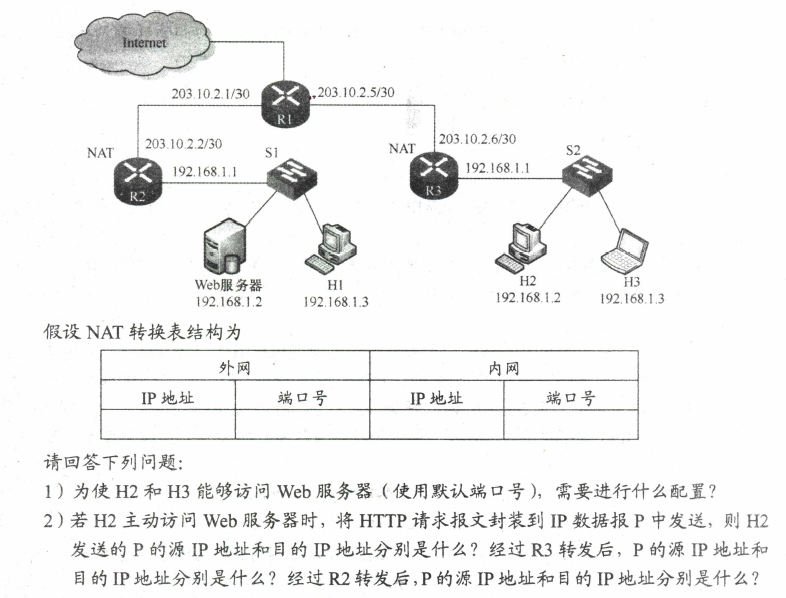 Internet
203.10.2.1/30
203.10.2.5/30
R1
203.10.2.2/30
203.10.2.6/30
NAT
S1
NAT
S2
192.168.1.1
192.168.1.1
R2
R3
Web服务器
H1
H2
H3
192.168.1.2
192.168.1.3
192.168.1.2
192.168.1.3
假设 NAT 转换表结构为
外网 内网
IP 地址 端口号 IP 地址 端口号
请回答下列问题:
1)为使 H2 和 H3 能够访问 Web 服务器(使用默认端口号),需要进行什么配置?
2)若 H2 主动访问 Web 服务器时,将 HTTP 请求报文封装到 IP 数据报 P 中发送,则 H2
发送的 P 的源 IP 地址和目的 IP 地址分别是什么?经过 R3 转发后,P 的源 IP 地址和
目的 IP 地址分别是什么?经过 R2 转发后,P 的源 IP 地址和目的 IP 地址分别是什么?